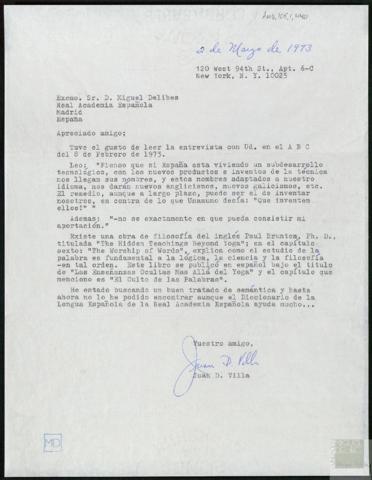 AMD,108,1,440
2 de Marzo de 1973
120 West 94th St., Apt. 6-C
New York, N. Y. 10025
Excmo. Sr. D. Miguel Delibes
Real Academia Española
Madrid
España
Apreciado amigo:
Tuve el gusto de leer la entrevista con Ud. en el A B C
del 8 de Febrero de 1973.
Leo: "Pienso que si España esta viviendo un subdesarrollo
tecnológico, con los nuevos productos e inventos de la técnica
nos llegan sus nombres, y estos nombres adaptados a nuestro
idioma, nos darán nuevos anglicismos, nuevos galicismos, etc.
El remedio, aunque a largo plazo, puede ser el de inventar
nosotros, en contra de lo que Unamuno decía: "Que inventen
ellos!" "
Ademas: "-no se exactamente en que pueda consistir mi
aportación."
Existe una obra de filosofía del inglés Paul Brunton, Ph. D.,
titulada "The Hidden Teachings Beyond Yoga"; en el capítulo
sexto: "The Worship of Words", explica como el estudio de la
palabra es fundamental a la lógica, la ciencia y la filosofía
-en tal orden. Este libro se publicó en español bajo el título
de "Las Enseñanzas Ocultas Mas Allá del Yoga" y el capítulo que
menciono es "El Culto de las Palabras".
He estado buscando un buen tratado de semántica y hasta
ahora no lo he podido encontrar aunque el Diccionario de la
Lengua Española de la Real Academia Española ayuda mucho...
Vuestro amigo,
Juan D. Villa
Juan D. Villa
MD